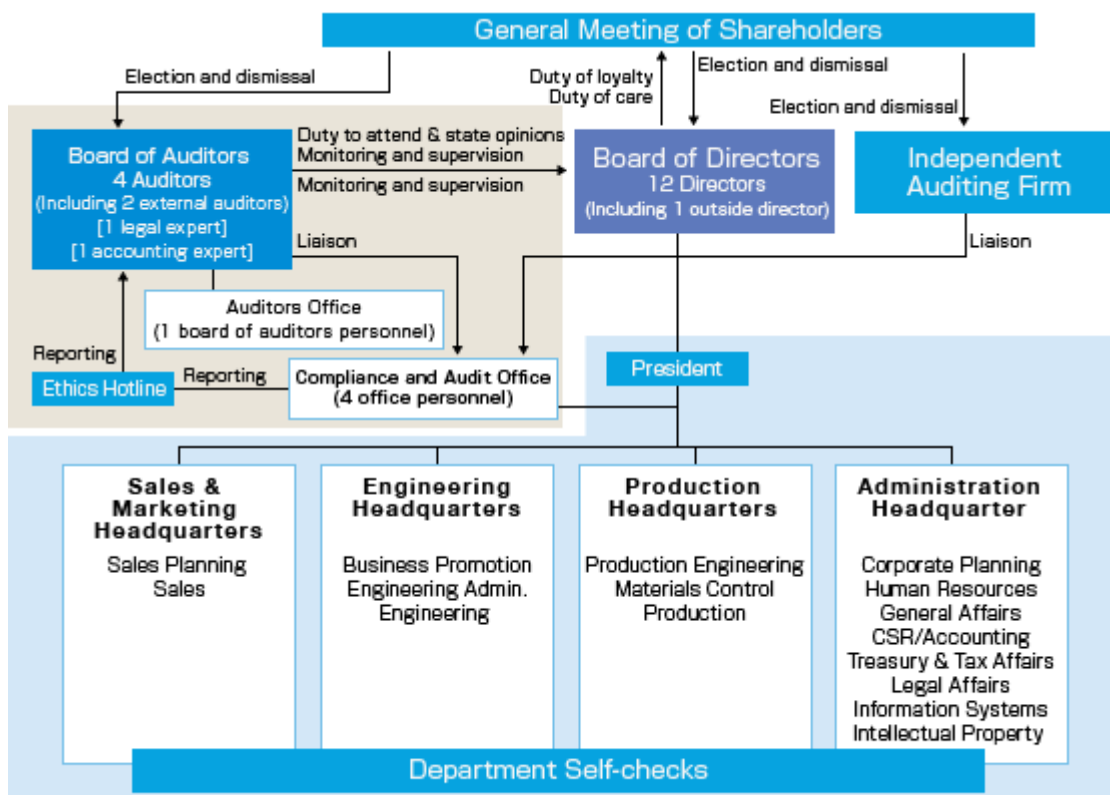 General Meeting of Shareholders
Election and dismissal
Duty of loyalty
Duty of care
Election and dismissal
Election and dismissal
Board of Auditors
4 Auditors
(Including 2 external auditors)
[1 legal expert]
[1 accounting expert]
Duty to attend & state opinions
Monitoring and supervision
Monitoring and supervision
Board of Directors
12 Directors
(Including 1 outside director)
Independent
Auditing Firm
Liaison
Liaison
Auditors Office
(1 board of auditors personnel)
Reporting
Ethics Hotline
Reporting
Compliance and Audit Office
(4 office personnel)
President
Sales &
Marketing
Headquarters
Sales Planning
Sales
Engineering
Headquarters
Business Promotion
Engineering Admin.
Engineering
Production
Headquarters
Production Engineering
Materials Control
Production
Administration
Headquarter
Corporate Planning
Human Resources
General Affairs
CSR/Accounting
Treasury & Tax Affairs
Legal Affairs
Information Systems
Intellectual Property
Department Self-checks